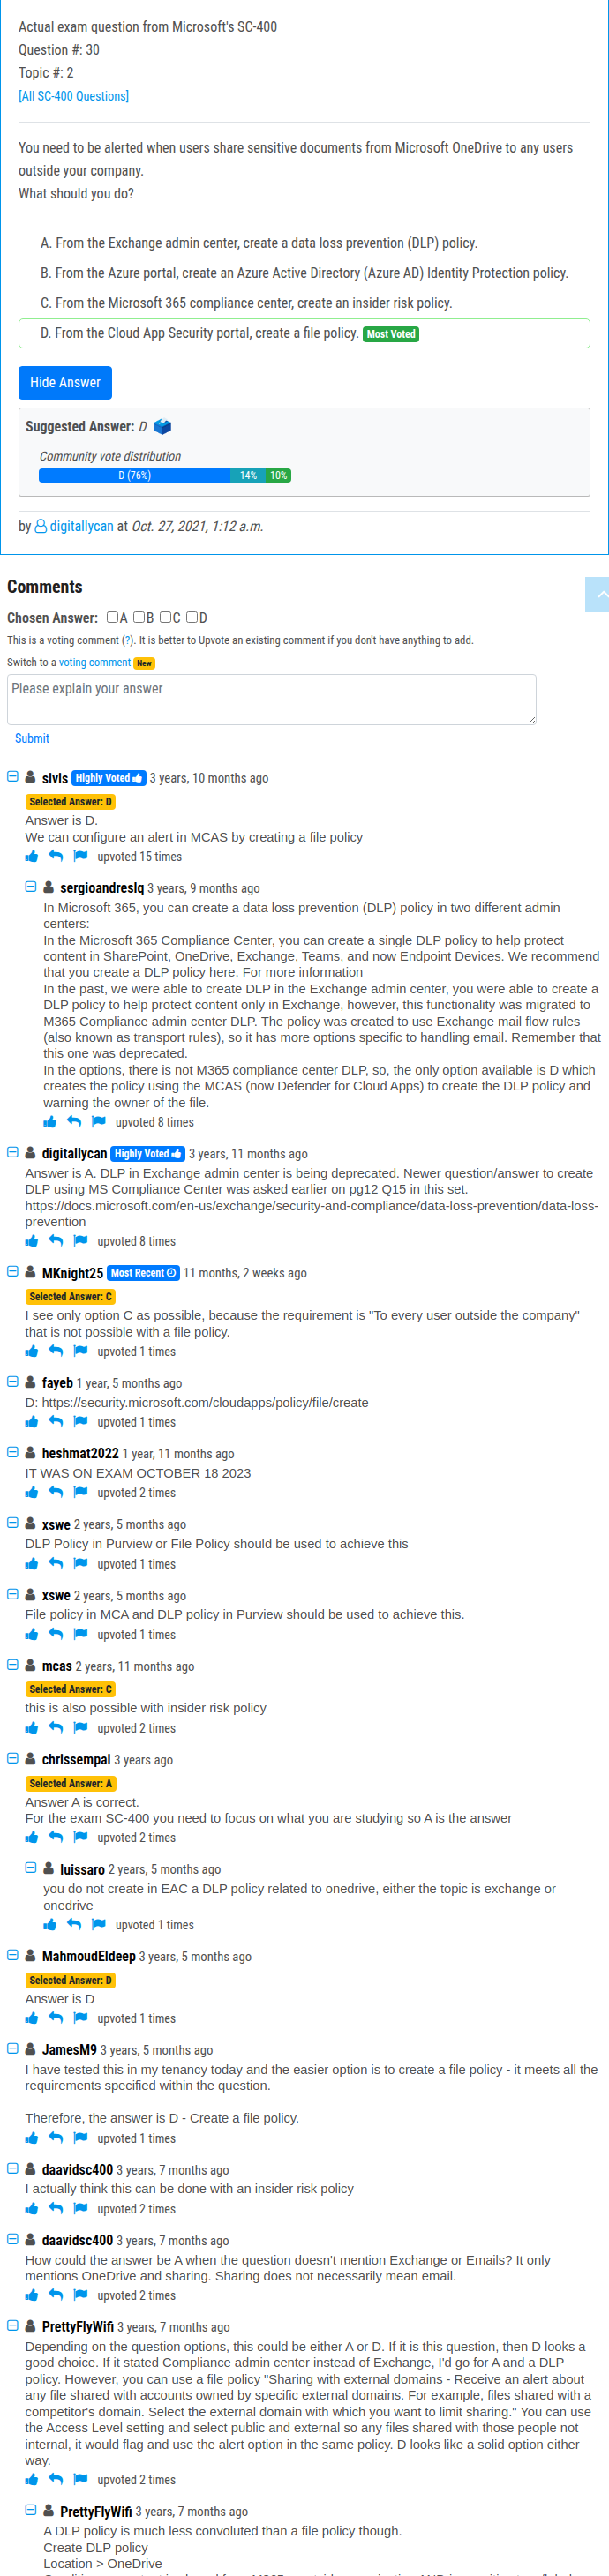 Actual exam question from Microsoft's SC-400
Question #: 30
Topic #: 2
[All SC-400 Questions]
You need to be alerted when users share sensitive documents from Microsoft OneDrive to any users
outside your company.
What should you do?
A. From the Exchange admin center, create a data loss prevention (DLP) policy.
B. From the Azure portal, create an Azure Active Directory (Azure AD) Identity Protection policy.
C. From the Microsoft 365 compliance center, create an insider risk policy.
D. From the Cloud App Security portal, create a file policy. Most Voted
Hide Answer
Suggested Answer: D
Community vote distribution
D (76%) 14% 10%
by digitallycan at Oct. 27, 2021, 1:12 a.m.
Comments
Chosen Answer: A B C D
This is a voting comment (?). It is better to Upvote an existing comment if you don't have anything to add.
Switch to a voting comment New
Please explain your answer
Submit
sivis Highly Voted 3 years, 10 months ago
Selected Answer: D
Answer is D.
We can configure an alert in MCAS by creating a file policy
upvoted 15 times
sergioandreslq 3 years, 9 months ago
In Microsoft 365, you can create a data loss prevention (DLP) policy in two different admin
centers:
In the Microsoft 365 Compliance Center, you can create a single DLP policy to help protect
content in SharePoint, OneDrive, Exchange, Teams, and now Endpoint Devices. We recommend
that you create a DLP policy here. For more information
In the past, we were able to create DLP in the Exchange admin center, you were able to create a
DLP policy to help protect content only in Exchange, however, this functionality was migrated to
M365 Compliance admin center DLP. The policy was created to use Exchange mail flow rules
(also known as transport rules), so it has more options specific to handling email. Remember that
this one was deprecated.
In the options, there is not M365 compliance center DLP, so, the only option available is D which
creates the policy using the MCAS (now Defender for Cloud Apps) to create the DLP policy and
warning the owner of the file.
upvoted 8 times
digitallycan Highly Voted 3 years, 11 months ago
Answer is A. DLP in Exchange admin center is being deprecated. Newer question/answer to create
DLP using MS Compliance Center was asked earlier on pg12 Q15 in this set.
https://docs.microsoft.com/en-us/exchange/security-and-compliance/data-loss-prevention/data-loss-
prevention
upvoted 8 times
MKnight25 Most Recent 11 months, 2 weeks ago
Selected Answer: C
I see only option C as possible, because the requirement is "To every user outside the company"
that is not possible with a file policy.
upvoted 1 times
fayeb 1 year, 5 months ago
D: https://security.microsoft.com/cloudapps/policy/file/create
upvoted 1 times
heshmat2022 1 year, 11 months ago
IT WAS ON EXAM OCTOBER 18 2023
upvoted 2 times
xswe 2 years, 5 months ago
DLP Policy in Purview or File Policy should be used to achieve this
upvoted 1 times
xswe 2 years, 5 months ago
File policy in MCA and DLP policy in Purview should be used to achieve this.
upvoted 1 times
mcas 2 years, 11 months ago
Selected Answer: C
this is also possible with insider risk policy
upvoted 2 times
chrissempai 3 years ago
Selected Answer: A
Answer A is correct.
For the exam SC-400 you need to focus on what you are studying so A is the answer
upvoted 2 times
luissaro 2 years, 5 months ago
you do not create in EAC a DLP policy related to onedrive, either the topic is exchange or
onedrive
upvoted 1 times
MahmoudEldeep 3 years, 5 months ago
Selected Answer: D
Answer is D
upvoted 1 times
JamesM9 3 years, 5 months ago
I have tested this in my tenancy today and the easier option is to create a file policy - it meets all the
requirements specified within the question.
Therefore, the answer is D - Create a file policy.
upvoted 1 times
daavidsc400 3 years, 7 months ago
I actually think this can be done with an insider risk policy
upvoted 2 times
daavidsc400 3 years, 7 months ago
How could the answer be A when the question doesn't mention Exchange or Emails? It only
mentions OneDrive and sharing. Sharing does not necessarily mean email.
upvoted 2 times
PrettyFlyWifi 3 years, 7 months ago
Depending on the question options, this could be either A or D. If it is this question, then D looks a
good choice. If it stated Compliance admin center instead of Exchange, I'd go for A and a DLP
policy. However, you can use a file policy "Sharing with external domains - Receive an alert about
any file shared with accounts owned by specific external domains. For example, files shared with a
competitor's domain. Select the external domain with which you want to limit sharing." You can use
the Access Level setting and select public and external so any files shared with those people not
internal, it would flag and use the alert option in the same policy. D looks like a solid option either
way.
upvoted 2 times
PrettyFlyWifi 3 years, 7 months ago
A DLP policy is much less convoluted than a file policy though.
Create DLP policy
Location > OneDrive